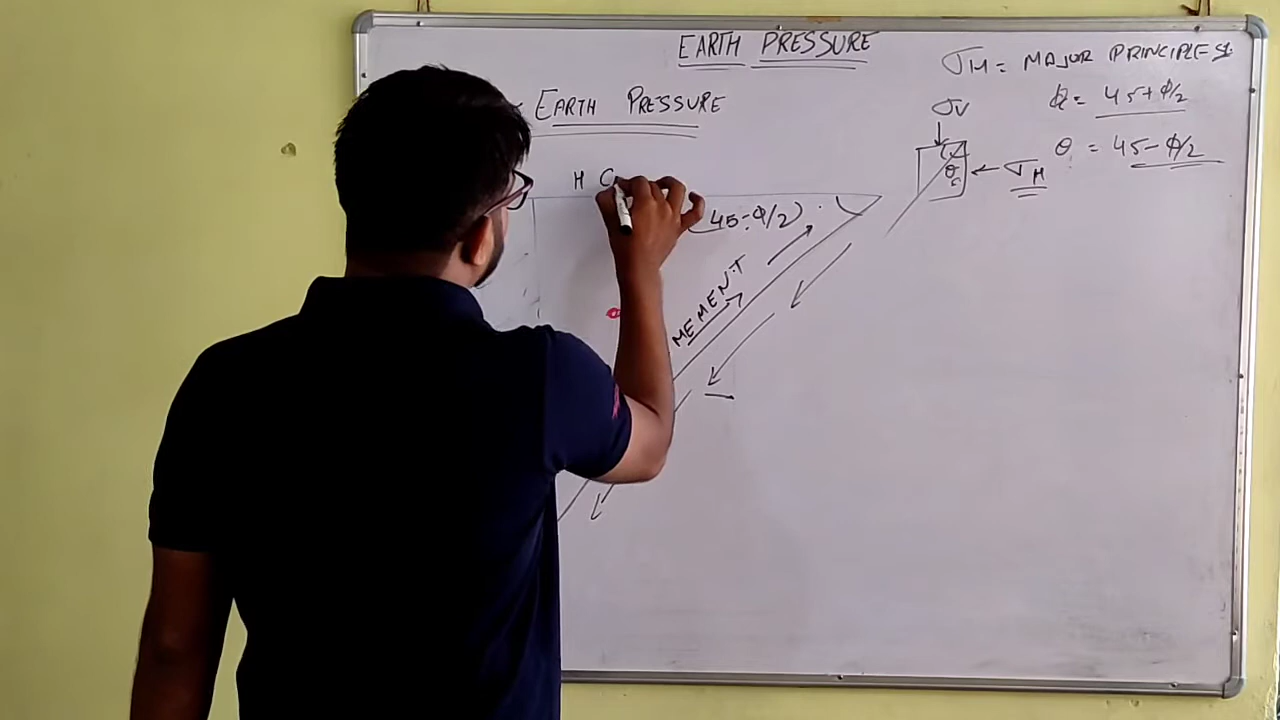 EARTH PRESSURE
EARTH PRESSURE
σH = MAJOR PRINCIPLE
α = 45+φ/2
σV
θ = 45-φ/2
θ
σH
H C
(45-φ/2)
MEMENT